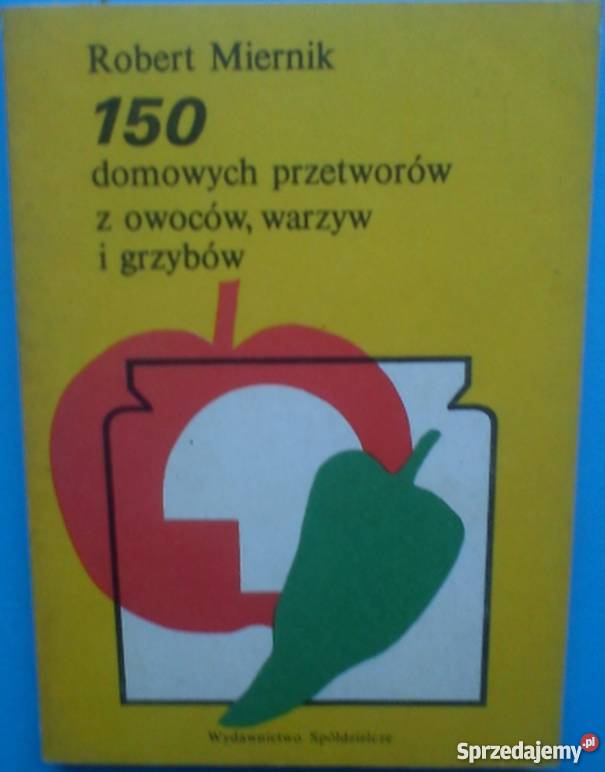 Robert Miernik
150
domowych przetworów
z owoców, warzyw
i grzybów
Wydawnictwo Spółdzielcze
Sprzedajemy.pl